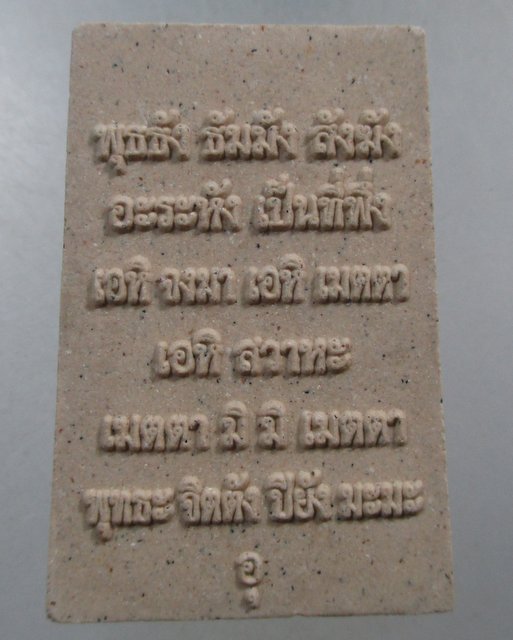 พุธธัง ธัมมัง สังฆัง
อะระหัง เป็นที่พึ่ง
เอหิ จงมา เอหิ เมตตา
เอหิ สวาหะ
เมตตา มิ มิ เมตตา
พุทธะ จิตตัง ปิยัง มะมะ
อุ